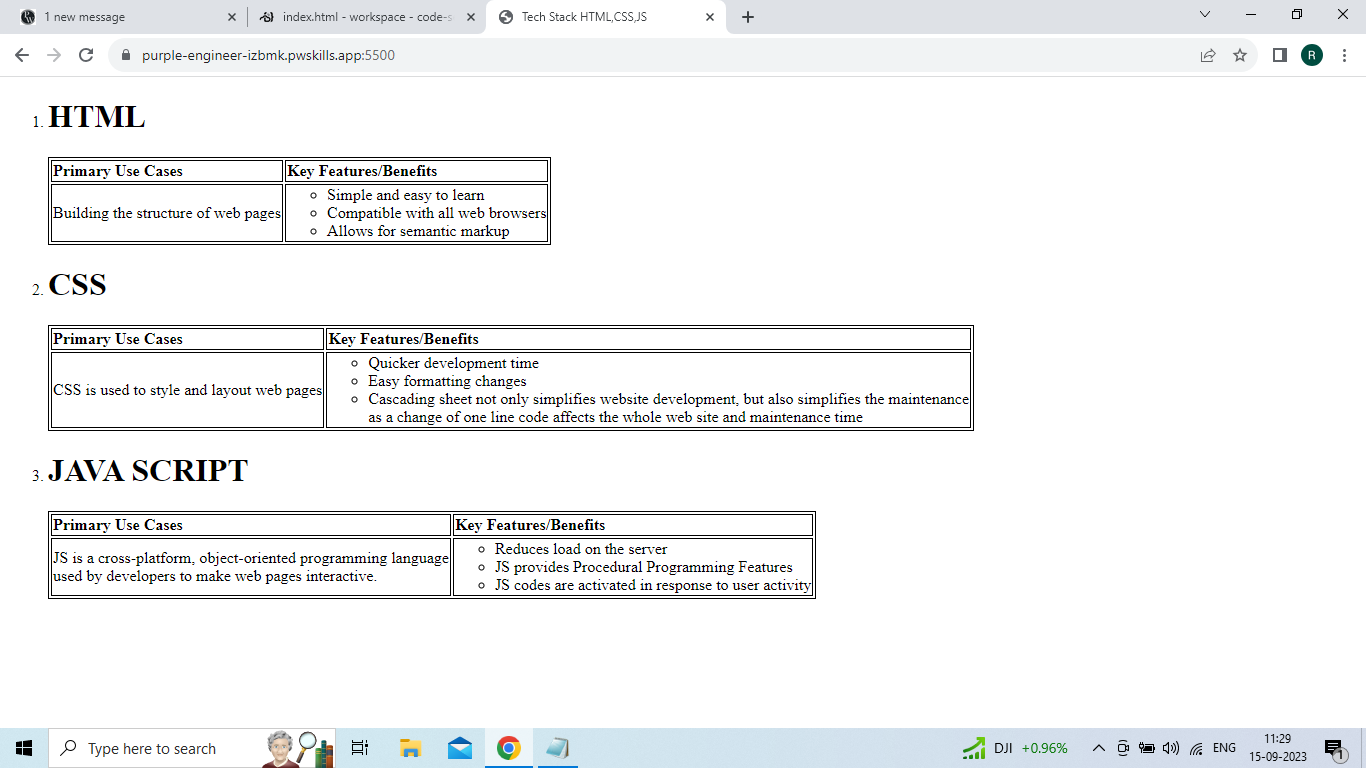 1 new message
index.html - workspace - code-s
Tech Stack HTML,CSS,JS
purple-engineer-izbmk.pwskills.app:5500
R
1. HTML
Primary Use Cases Key Features/Benefits
Building the structure of web pages
Simple and easy to learn
Compatible with all web browsers
Allows for semantic markup
2. CSS
Primary Use Cases Key Features/Benefits
CSS is used to style and layout web pages
Quicker development time
Easy formatting changes
Cascading sheet not only simplifies website development, but also simplifies the maintenance
as a change of one line code affects the whole web site and maintenance time
3. JAVA SCRIPT
Primary Use Cases Key Features/Benefits
JS is a cross-platform, object-oriented programming language
used by developers to make web pages interactive.
Reduces load on the server
JS provides Procedural Programming Features
JS codes are activated in response to user activity
Type here to search
DJI +0.96%
ENG
11:29
15-09-2023
1